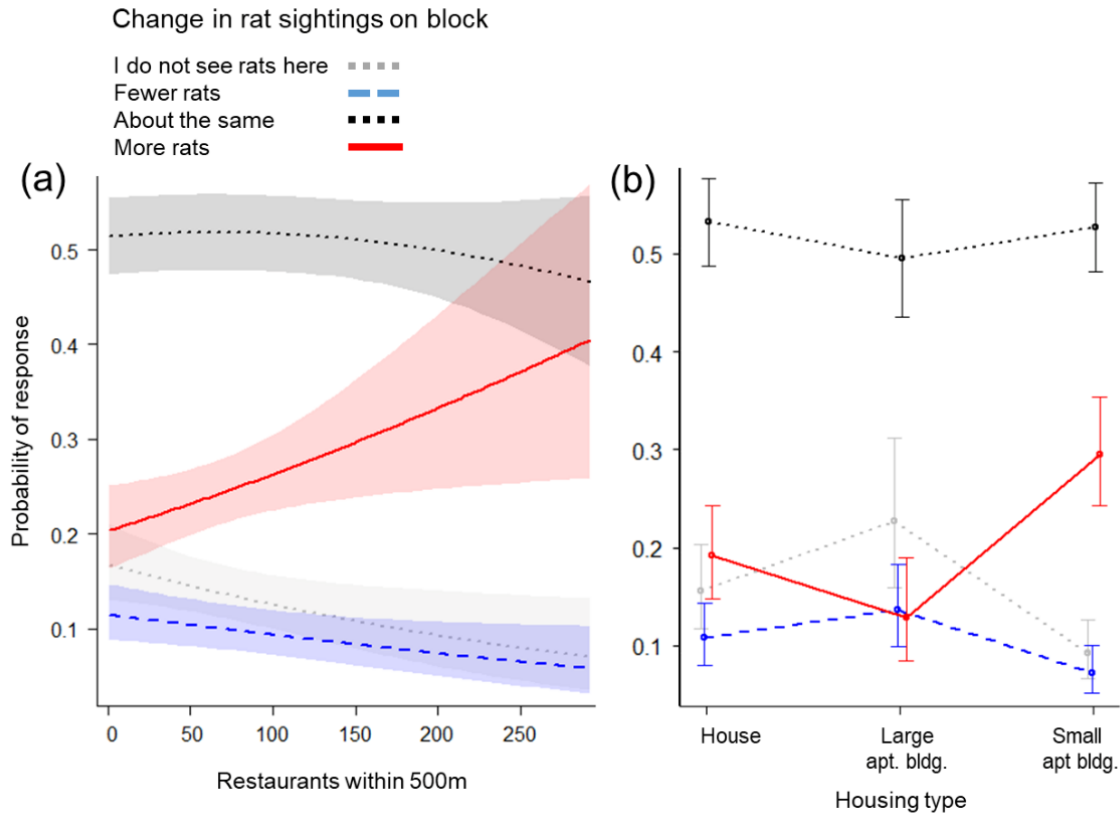 Change in rat sightings on block
I do not see rats here
Fewer rats
About the same
More rats
(a)
Probability of response
0.5
0.4
0.3
0.2
0.1
0
50
100
150
200
250
Restaurants within 500m
(b)
0.5
0.4
0.3
0.2
0.1
House
Large
apt. bldg.
Small
apt bldg.
Housing type